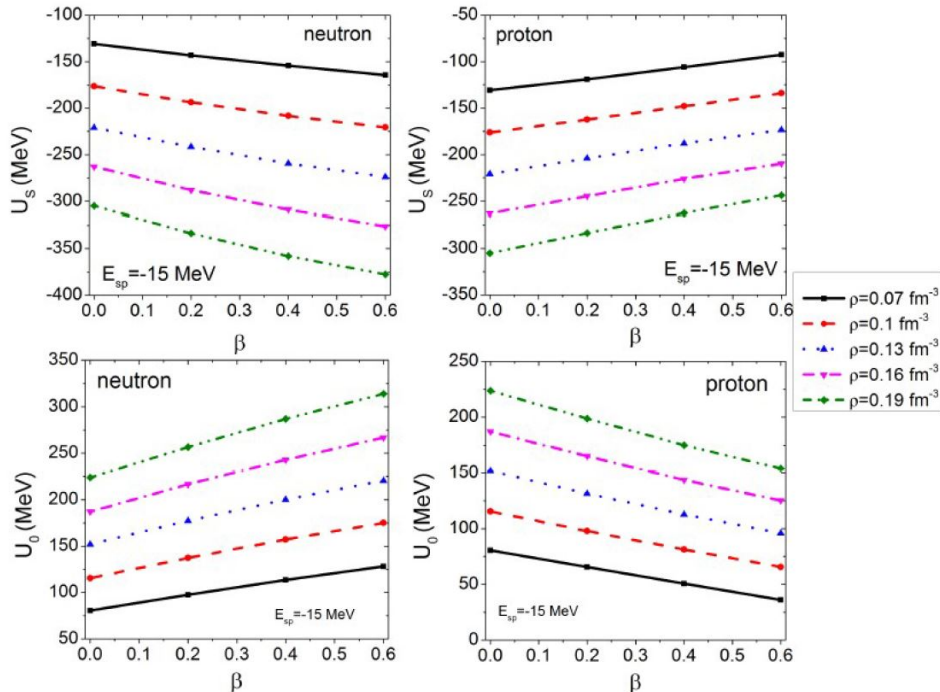 -50
-100
-150
-200
-250
-300
-350
-400
U_s (MeV)
neutron
E_sp=-15 MeV
0.0 0.1 0.2 0.3 0.4 0.5 0.6
β
-50
-100
-150
-200
-250
-300
-350
U_s (MeV)
proton
E_sp=-15 MeV
0.0 0.1 0.2 0.3 0.4 0.5 0.6
β
ρ=0.07 fm⁻³
ρ=0.1 fm⁻³
ρ=0.13 fm⁻³
ρ=0.16 fm⁻³
ρ=0.19 fm⁻³
350
300
250
200
150
100
50
U₀ (MeV)
neutron
E_sp=-15 MeV
0.0 0.1 0.2 0.3 0.4 0.5 0.6
β
250
200
150
100
50
0
U₀ (MeV)
proton
E_sp=-15 MeV
0.0 0.1 0.2 0.3 0.4 0.5 0.6
β